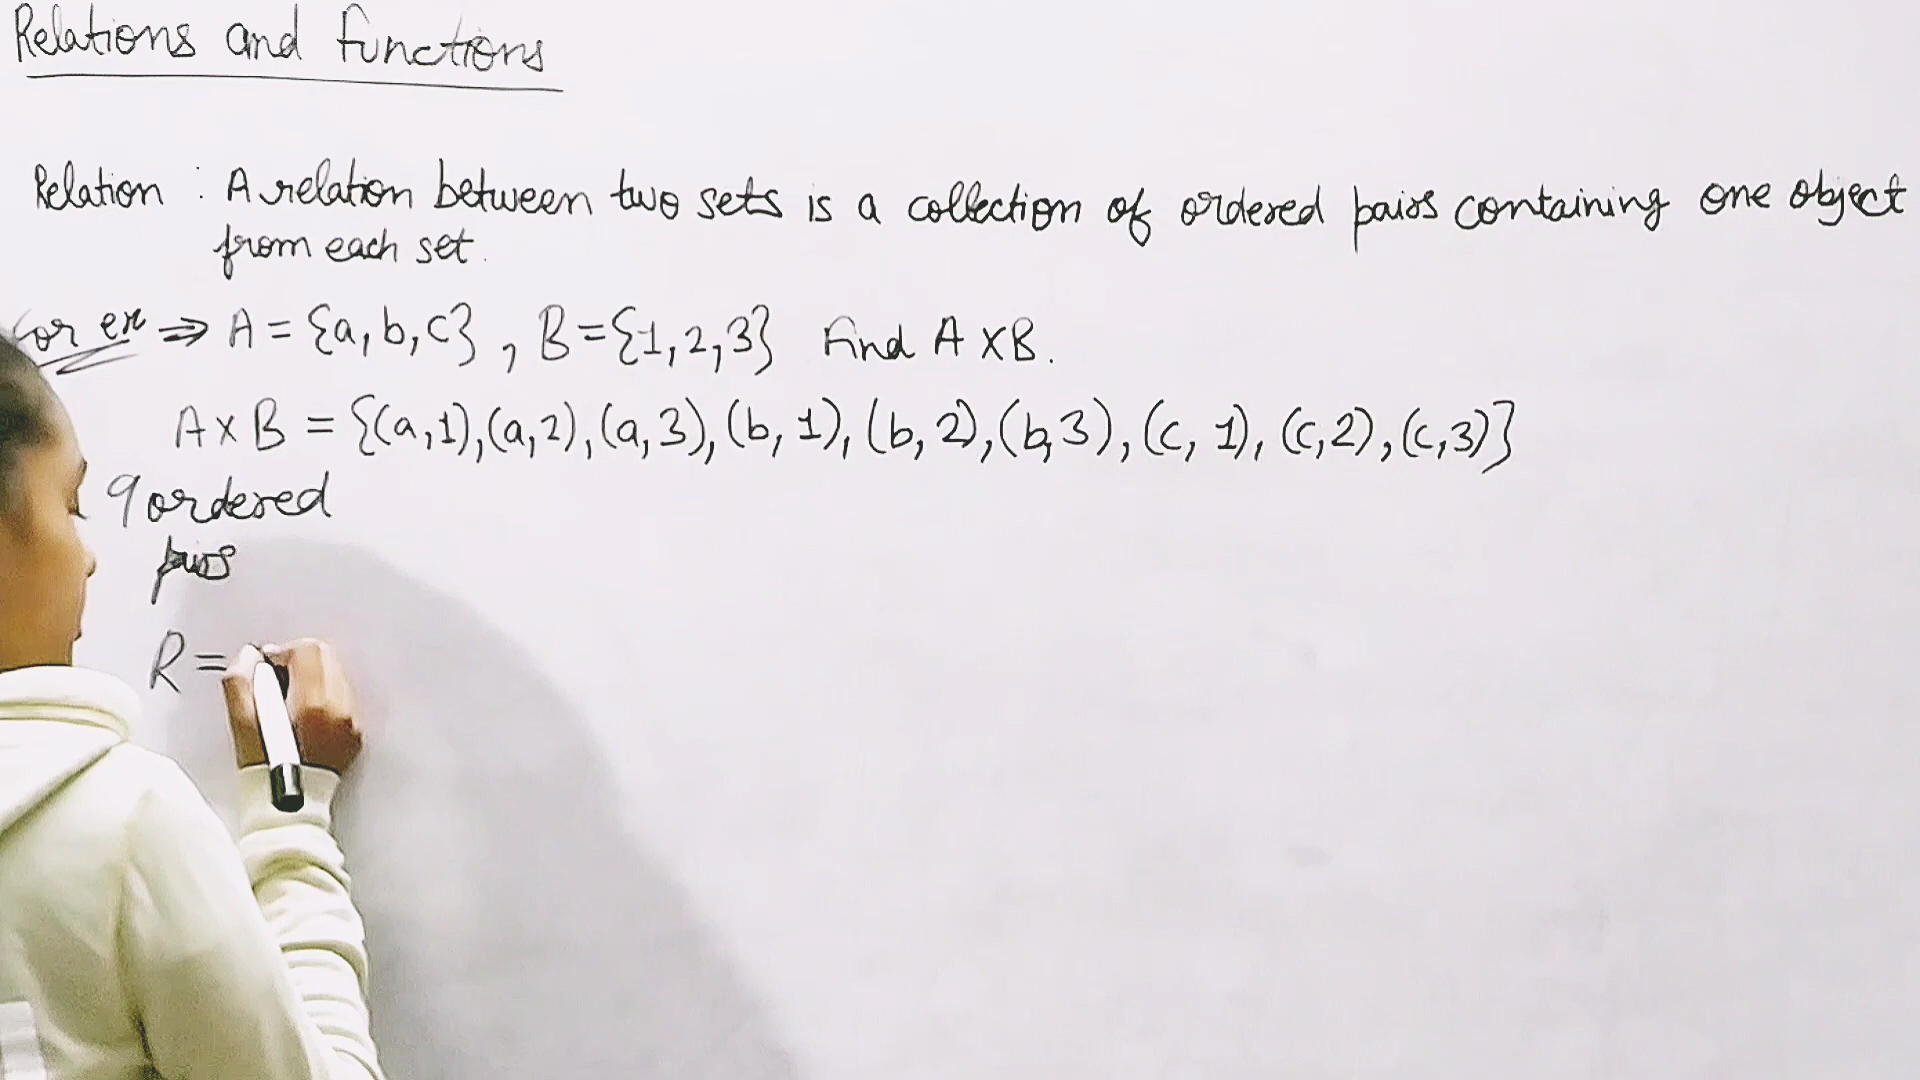 Relations and functions
Relation : A relation between two sets is a collection of ordered pairs containing one object
from each set.
For ex ⇒ A = {a, b, c} , B = {1, 2, 3} Find A × B.
A × B = {(a,1),(a,2),(a,3),(b,1),(b,2),(b,3),(c,1),(c,2),(c,3)}
9 ordered
pairs
R =